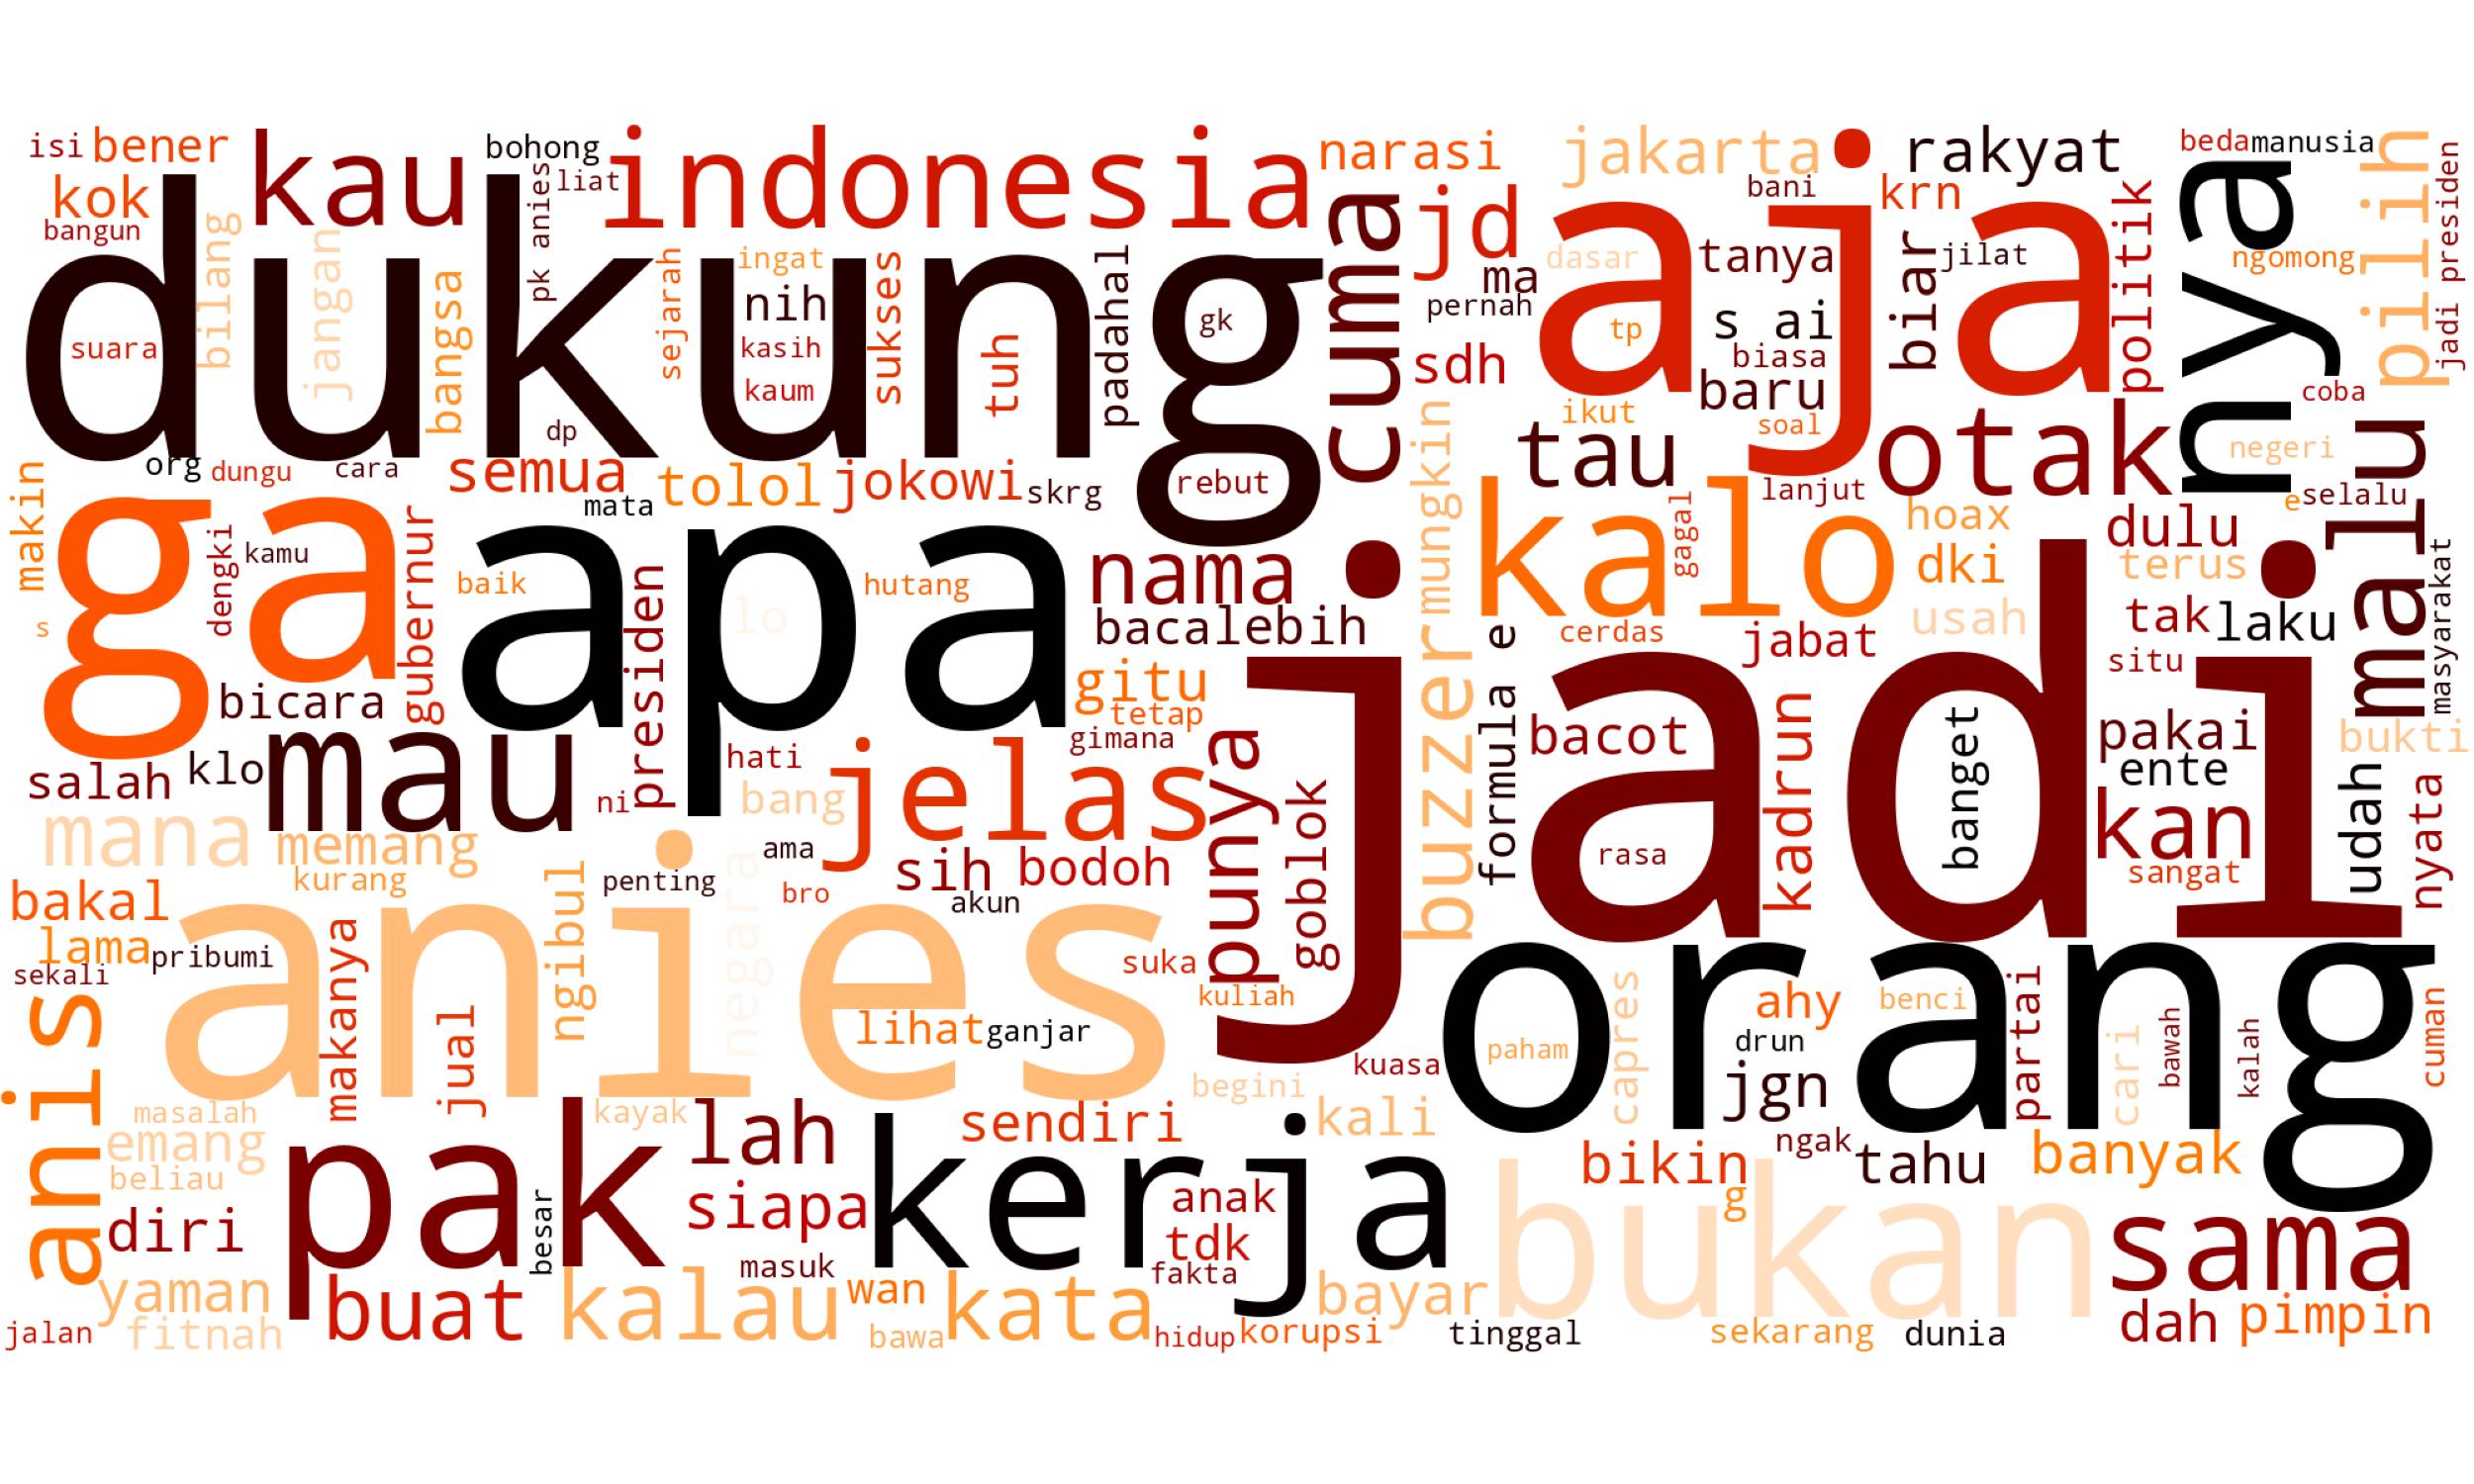 isi
bener
kau
bohong
indonesia
narasi
jakarta
rakyat
beda
manusia
pilih
jadi presiden
kok
bangun
bilang
jangan
bangsa
dukung
suara
pk anies
liat
sejarah
ingat
nih
kasih
kaum
sukses
tuh
padahal
gk
rebut
dp
cuma
jd
ma
pernah
sdh
dasar
aja
bani
tanya
s ai
tp
biasa
baru
ikut
soal
krn
jilat
biar
politik
nya
ngomong
coba
negeri
e
selalu
malu
masyarakat
org
dungu
cara
semua
mata
tolol
jokowi
skrg
mungkin
tau
lanjut
otak
makin
ga
dengki
kamu
gubernur
s
baik
apa
presiden
lo
hutang
nama
bacalebih
kalo
gagal
cerdas
hoax
dki
usah
jabat
dulu
terus
tak
laku
situ
bicara
salah
klo
mau
ni
hati
bang
gitu
tetap
gimana
jelas
punya
goblok
buzzer
formula e
jadi
bacot
rasa
kadrun
banget
pakai
ente
kan
sangat
bukti
udah
nyata
mana
memang
kurang
ama
penting
bro
sih
bodoh
akun
bakal
lama
pribumi
sekali
makanya
jual
ngibul
anies
negara
suka
kuliah
lihat
ganjar
begini
kuasa
orang
paham
capres
ahy
drun
jgn
benci
partai
cari
bawah
kalah
cuman
anis
masalah
emang
beliau
diri
yaman
fitnah
jalan
pak
besar
kayak
lah
siapa
masuk
buat
kalau
wan
bawa
kata
kerja
sendiri
kali
anak
tdk
fakta
hidup
korupsi
bayar
tinggal
bikin
ngak
g
tahu
banyak
bukan
sekarang
dunia
sama
dah
pimpin